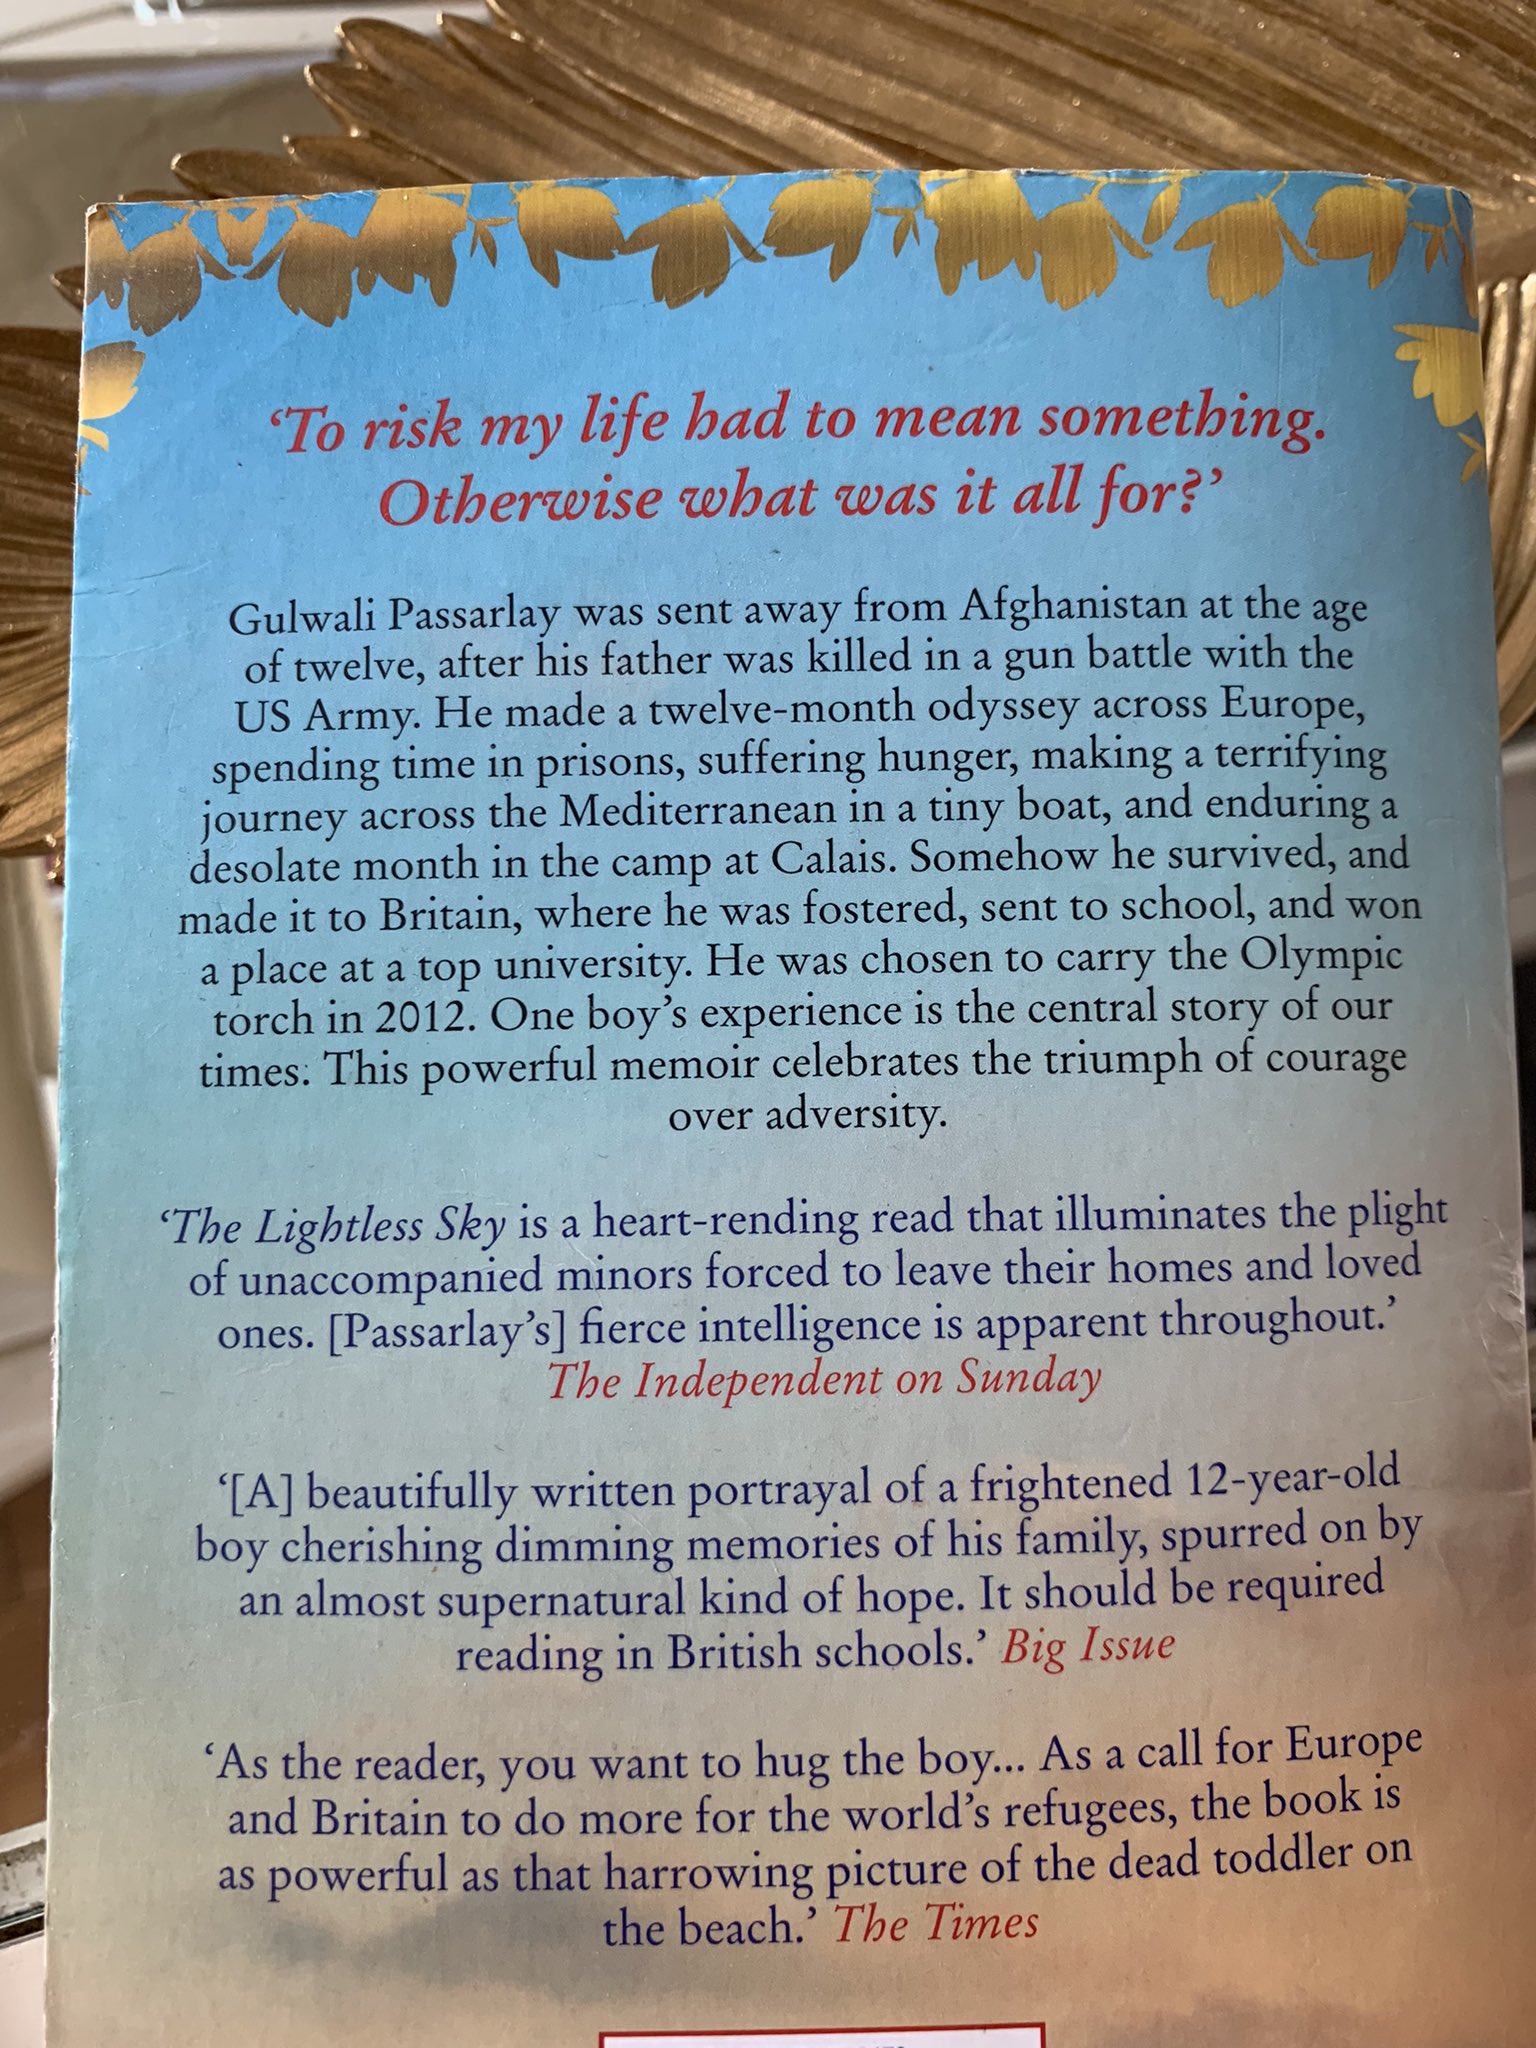 ‘To risk my life had to mean something.
Otherwise what was it all for?’
Gulwali Passarlay was sent away from Afghanistan at the age
of twelve, after his father was killed in a gun battle with the
US Army. He made a twelve-month odyssey across Europe,
spending time in prisons, suffering hunger, making a terrifying
journey across the Mediterranean in a tiny boat, and enduring a
desolate month in the camp at Calais. Somehow he survived, and
made it to Britain, where he was fostered, sent to school, and won
a place at a top university. He was chosen to carry the Olympic
torch in 2012. One boy’s experience is the central story of our
times. This powerful memoir celebrates the triumph of courage
over adversity.
‘The Lightless Sky is a heart-rending read that illuminates the plight
of unaccompanied minors forced to leave their homes and loved
ones. [Passarlay’s] fierce intelligence is apparent throughout.’
The Independent on Sunday
‘[A] beautifully written portrayal of a frightened 12-year-old
boy cherishing dimming memories of his family, spurred on by
an almost supernatural kind of hope. It should be required
reading in British schools.’ Big Issue
‘As the reader, you want to hug the boy... As a call for Europe
and Britain to do more for the world’s refugees, the book is
as powerful as that harrowing picture of the dead toddler on
the beach.’ The Times